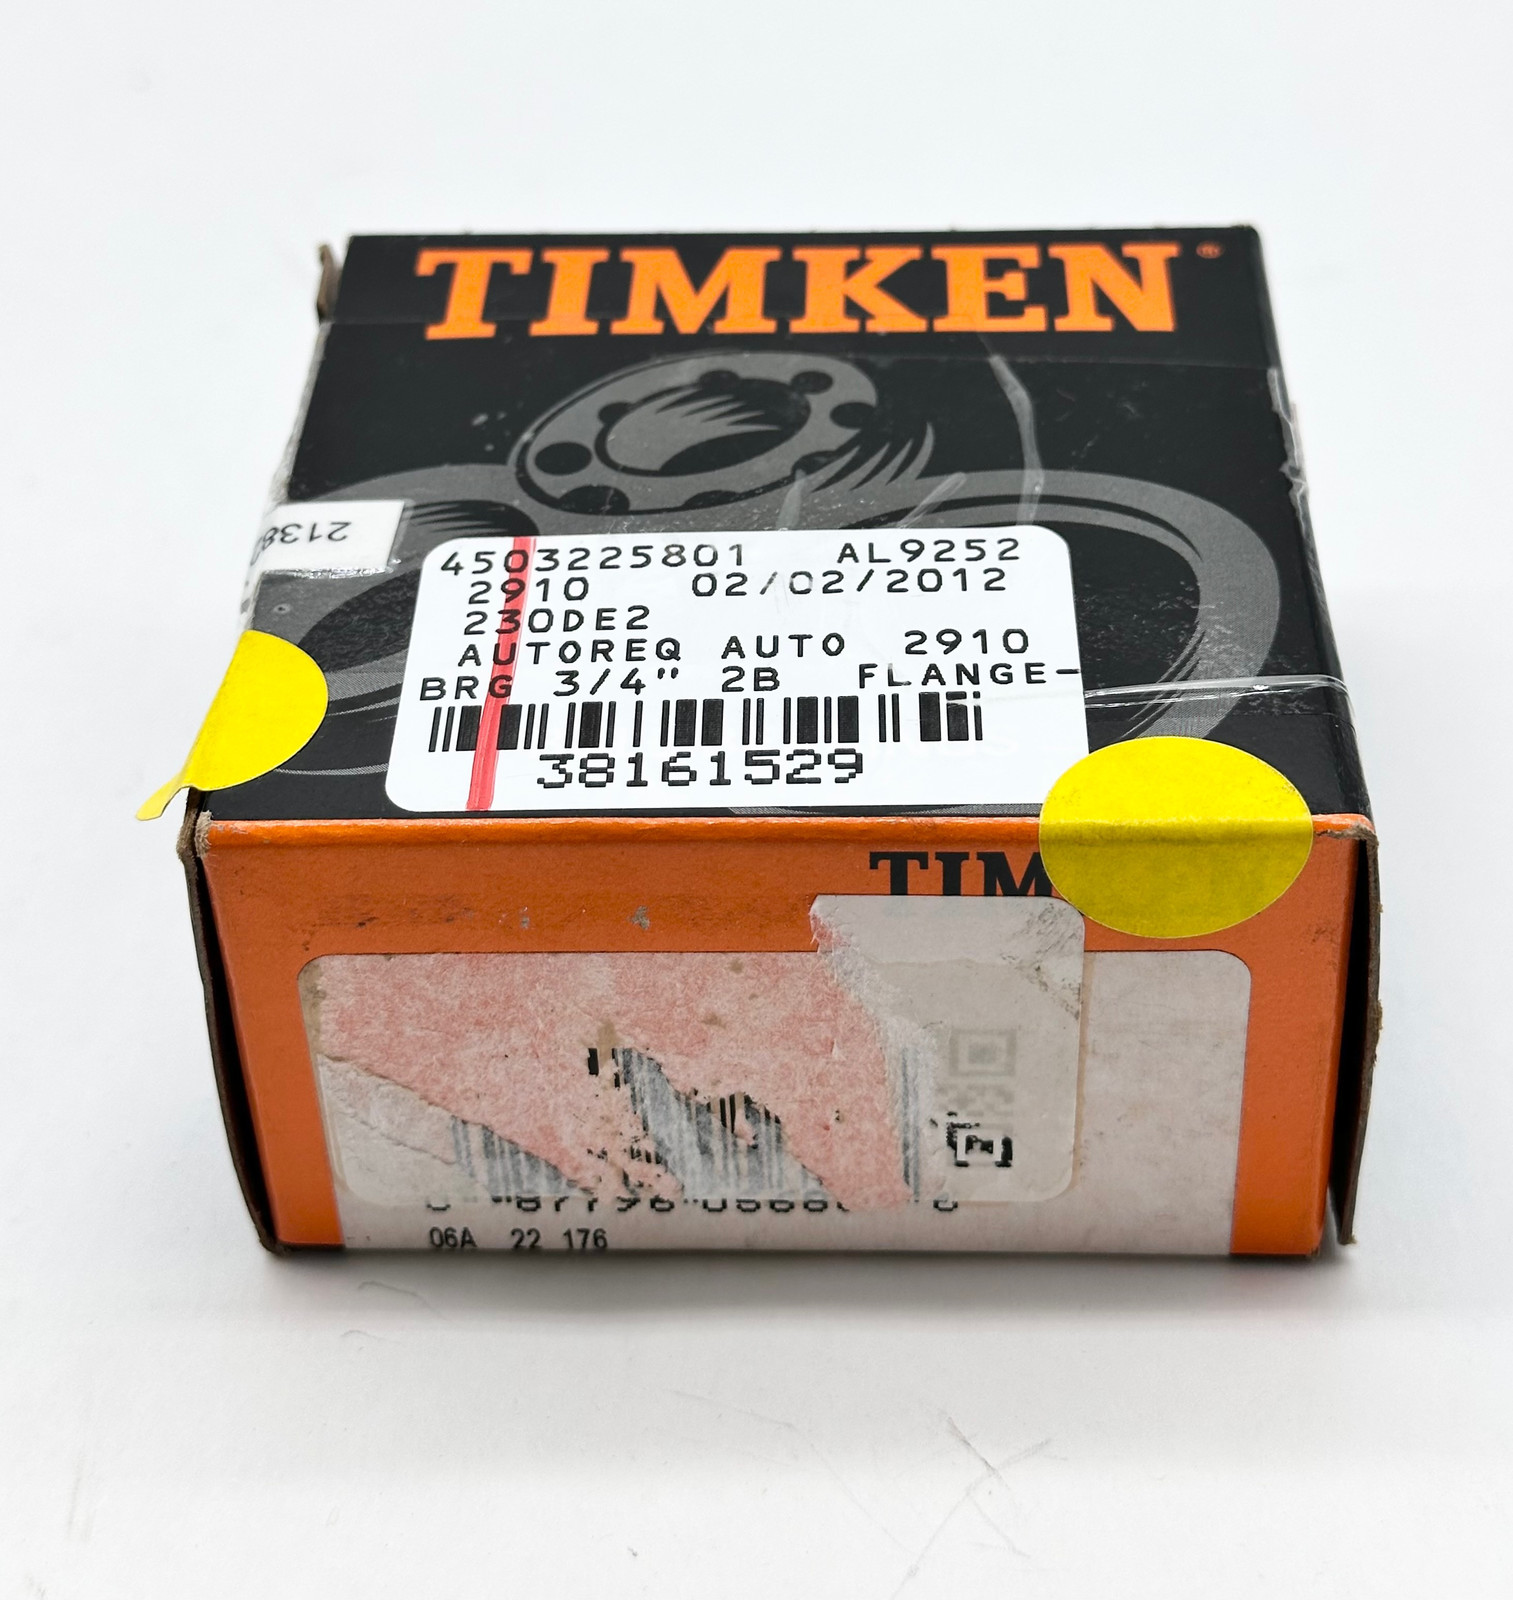 TIMKEN®
2138
4503225801 AL9252
2910 02/02/2012
230DE2
AUTOREQ AUTO 2910
BRG 3/4" 2B FLANGE-
38161529
TIM
06A 22 176